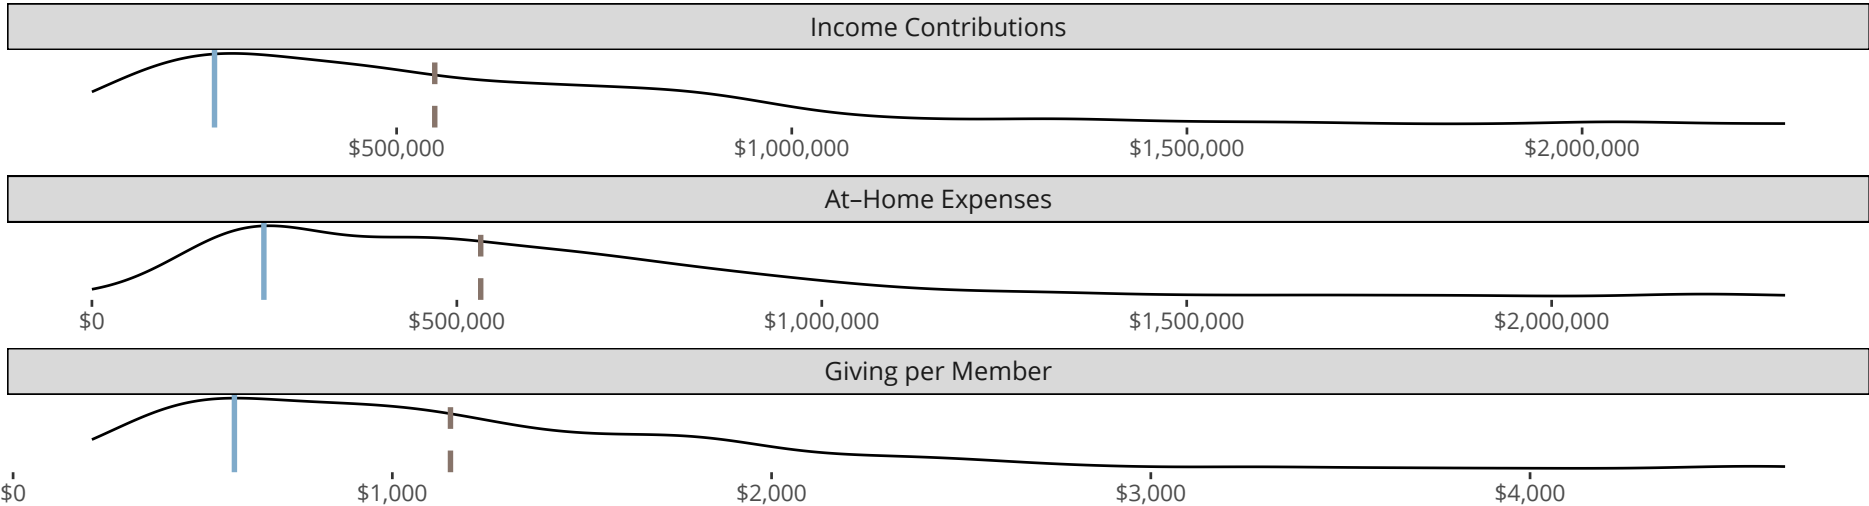 Income Contributions
$500,000 $1,000,000 $1,500,000 $2,000,000
At–Home Expenses
$0 $500,000 $1,000,000 $1,500,000 $2,000,000
Giving per Member
$0 $1,000 $2,000 $3,000 $4,000